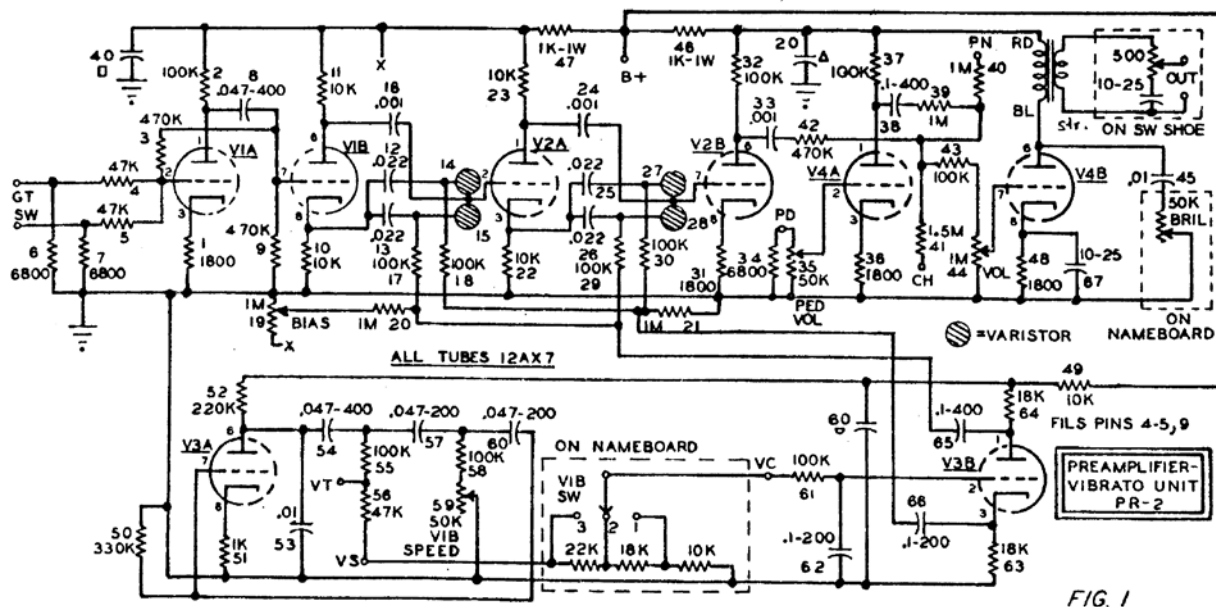 40
100K
2
8
.047-400
11
10K
X
18
.001
12
10K
23
24
.001
1K-1W
47
B+
46
1K-1W
32
100K
20
Δ
37
100K
PN
1M
40
RD
BL
Str.
500
OUT
10-25
ON SW SHOE
470K
3
V1A
V1B
.022
14
15
V2A
.022
25
27
28
V2B
33
.001
42
470K
.1-400
38
39
1M
V4A
43
100K
V4B
.01
45
50K
BRIL
GT
SW
47K
4
47K
5
6
6800
7
6800
1
1800
470K
9
10
10K
.022
13
100K
17
100K
18
10K
22
.022
26
100K
29
100K
30
31
1800
34
6800
PD
35
50K
PED
VOL
36
1800
1.5M
41
CH
1M
44
VOL
48
1800
10-25
67
ON
NAMEBOARD
1M
19
BIAS
X
1M
20
1M
21
=VARISTOR
ALL TUBES 12AX7
52
220K
V3A
.047-400
54
.047-200
57
.047-200
60
100K
55
100K
58
VT
56
47K
59
50K
VIB
SPEED
VS
.01
53
1K
51
50
330K
ON NAMEBOARD
VIB
SW
3
2
1
22K
18K
10K
VC
100K
61
.1-200
62
60
.1-400
65
66
.1-200
18K
64
49
10K
FILS PINS 4-5,9
V3B
18K
63
PREAMPLIFIER-
VIBRATO UNIT
PR-2
FIG. 1